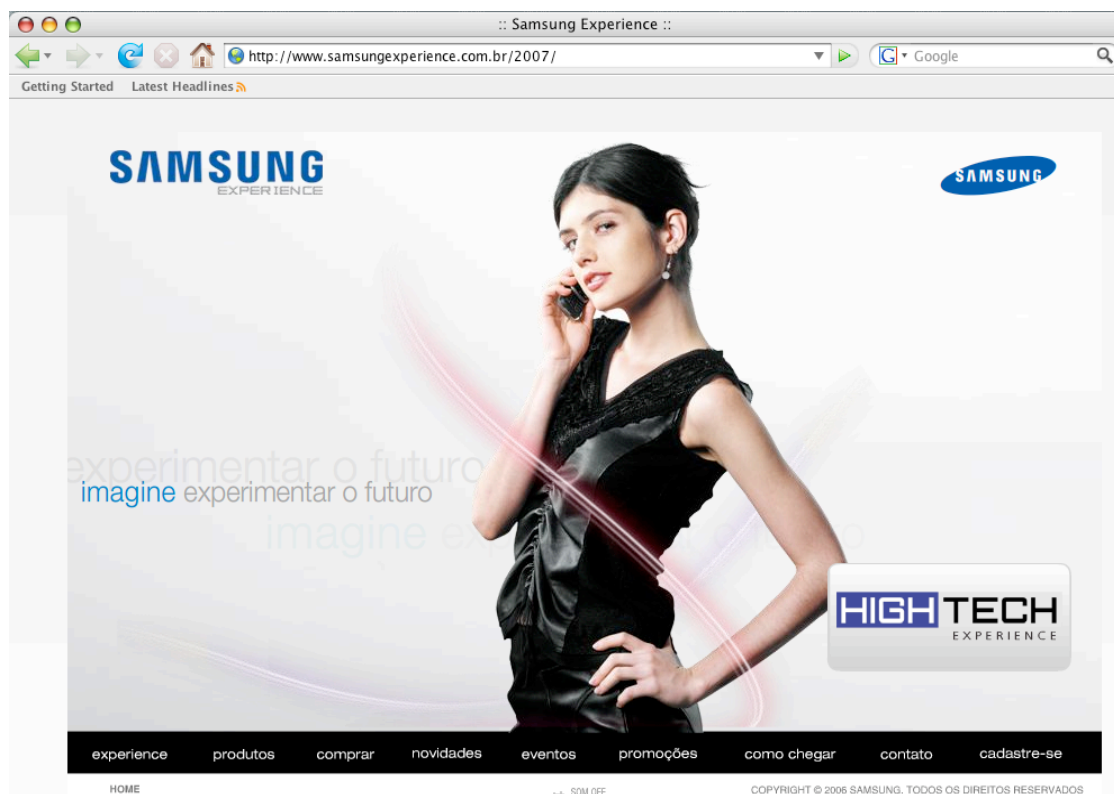 :: Samsung Experience ::
http://www.samsungexperience.com.br/2007/
G Google
Getting Started Latest Headlines
SAMSUNG
EXPERIENCE
SAMSUNG
experimentar o futuro
imagine experimentar o futuro
imagine
HIGHTECH
EXPERIENCE
experience produtos comprar novidades eventos promoções como chegar contato cadastre-se
HOME SOM OFF COPYRIGHT © 2006 SAMSUNG. TODOS OS DIREITOS RESERVADOS